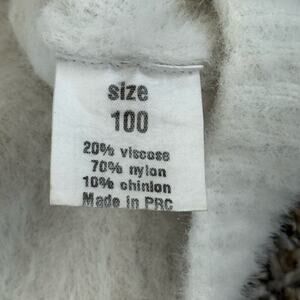 size
100
20% viscose
70% nylon
10% chinlon
Made in PRC